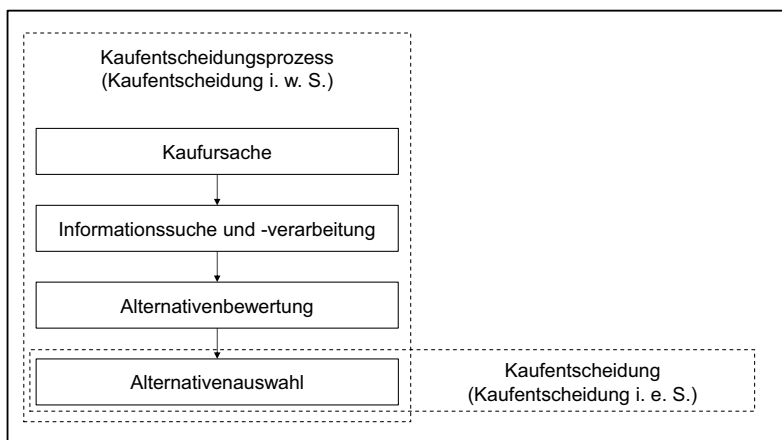 Kaufentscheidungsprozess
(Kaufentscheidung i. w. S.)
Kaufursache
Informationssuche und -verarbeitung
Alternativenbewertung
Alternativenauswahl
Kaufentscheidung
(Kaufentscheidung i. e. S.)